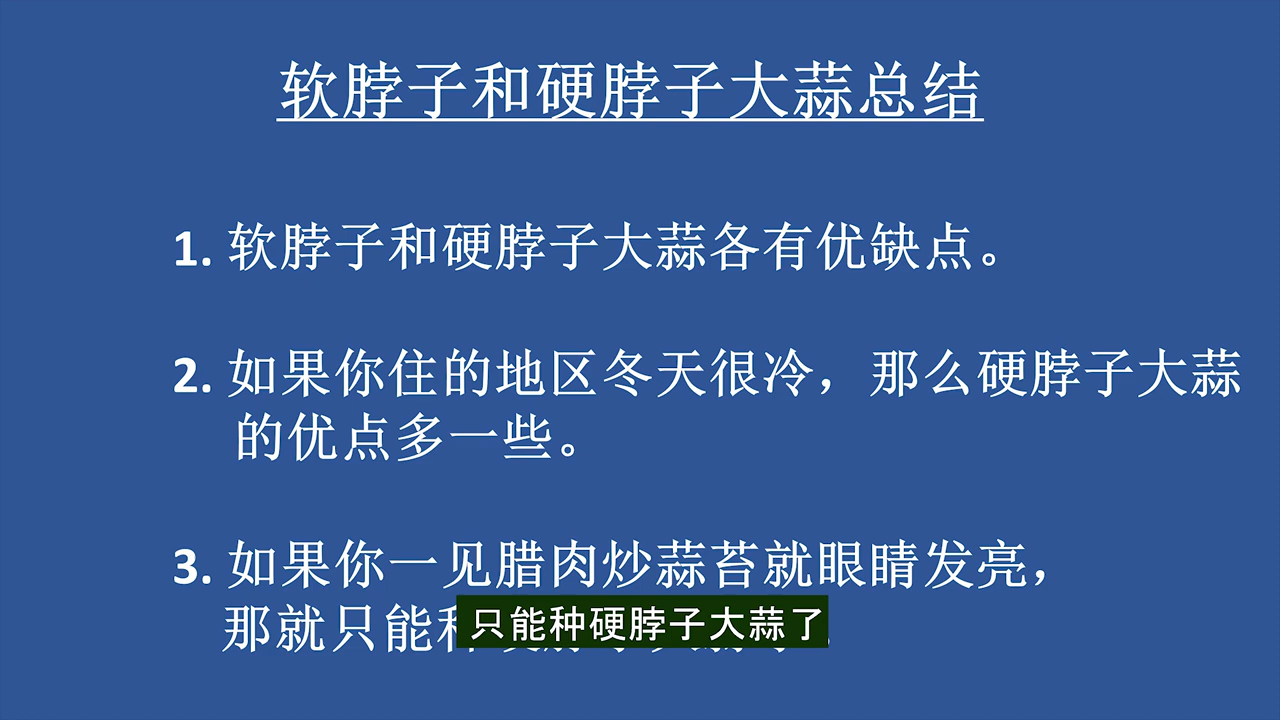 软脖子和硬脖子大蒜总结
1. 软脖子和硬脖子大蒜各有优缺点。
2. 如果你住的地区冬天很冷，那么硬脖子大蒜
的优点多一些。
3. 如果你一见腊肉炒蒜苔就眼睛发亮，
那就只能
只能种硬脖子大蒜了